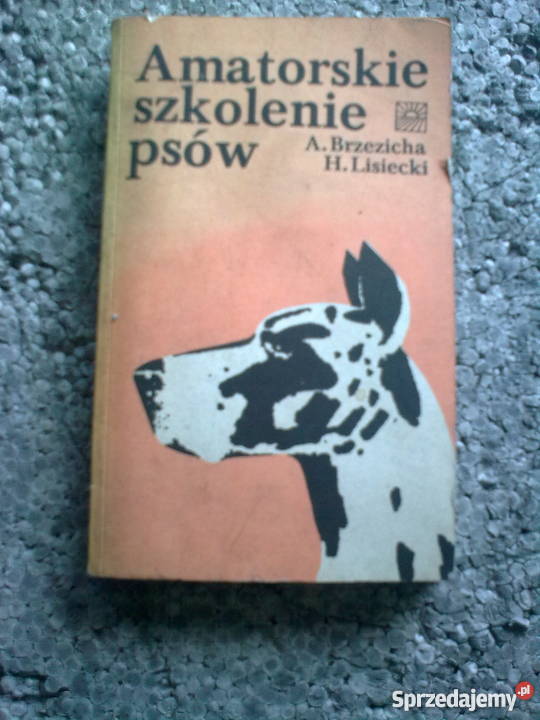 Amatorskie
szkolenie
psów
A. Brzezicha
H. Lisiecki
Sprzedajemy.pl